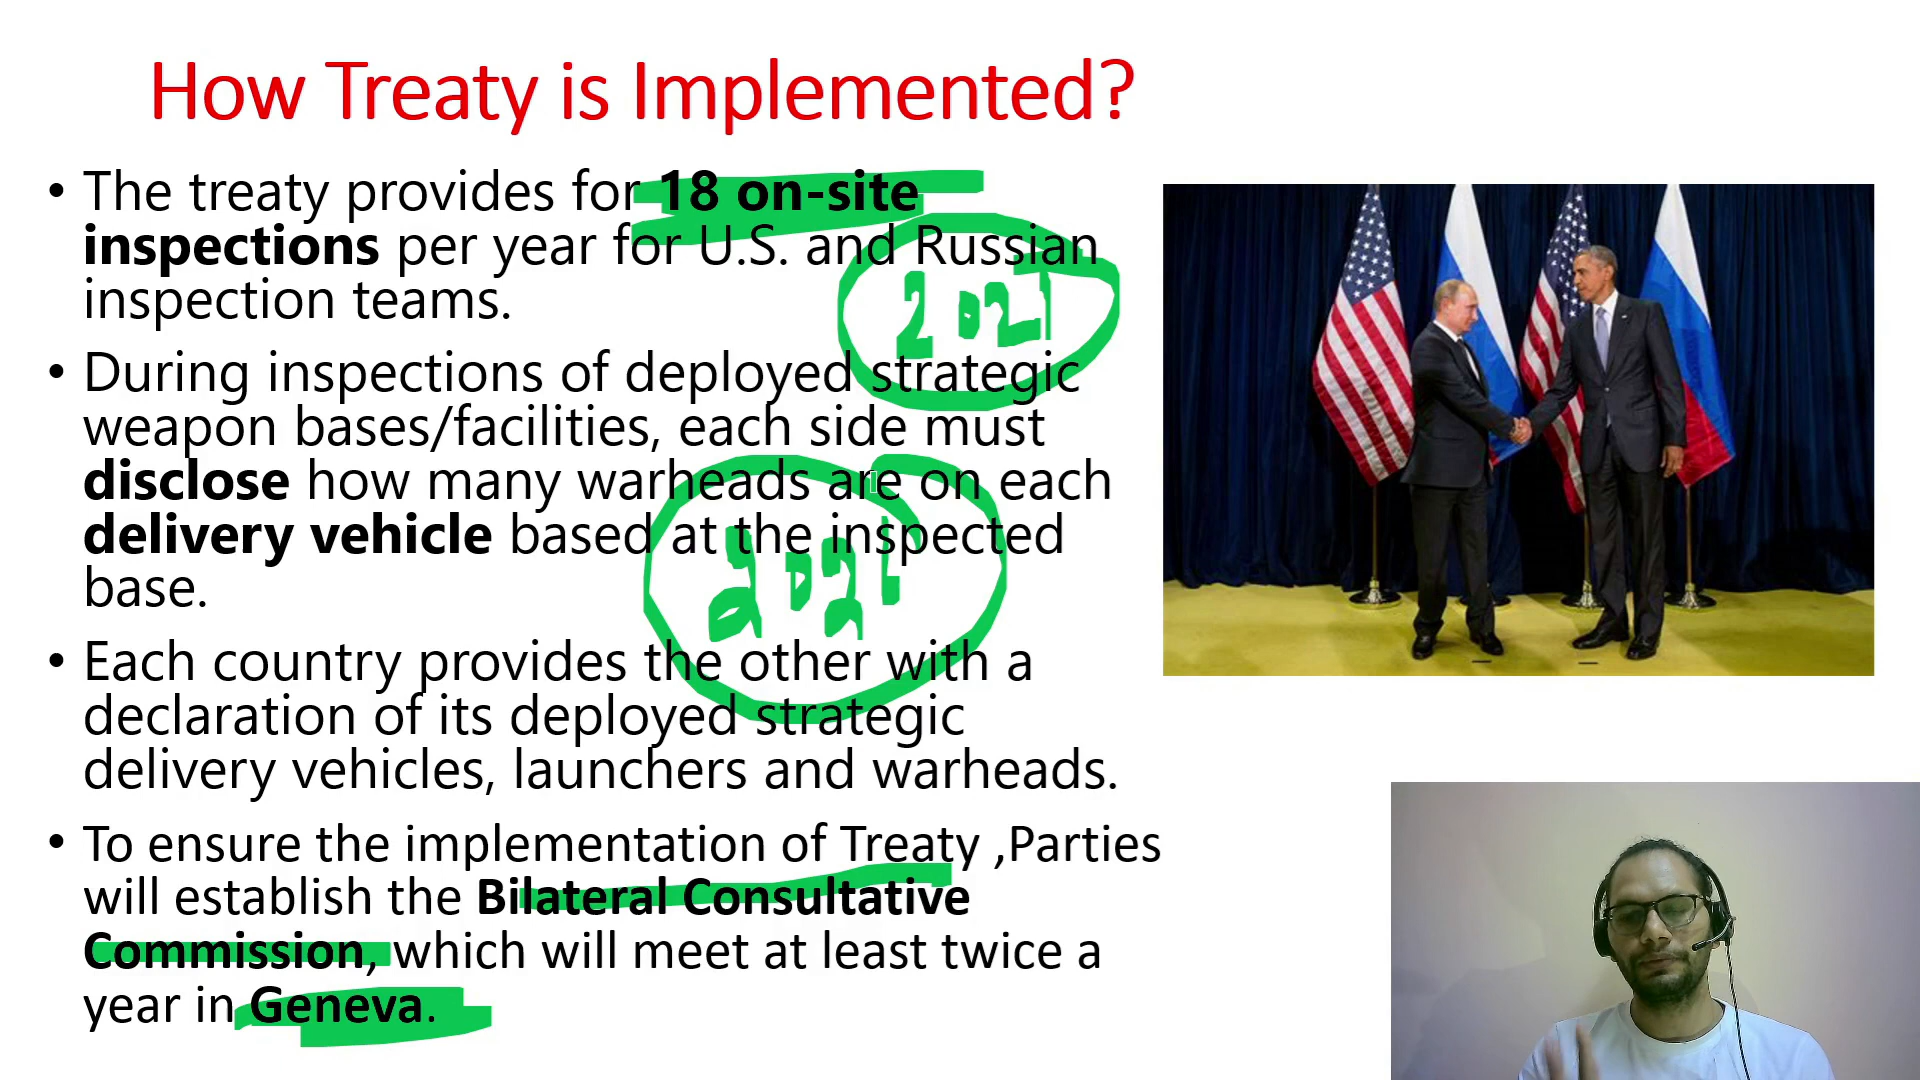 How Treaty is Implemented?
• The treaty provides for 18 on-site
inspections per year for U.S. and Russian
inspection teams.
2021
• During inspections of deployed strategic
weapon bases/facilities, each side must
disclose how many warheads are on each
delivery vehicle based at the inspected
base.
2021
• Each country provides the other with a
declaration of its deployed strategic
delivery vehicles, launchers and warheads.
• To ensure the implementation of Treaty ,Parties
will establish the Bilateral Consultative
Commission, which will meet at least twice a
year in Geneva.